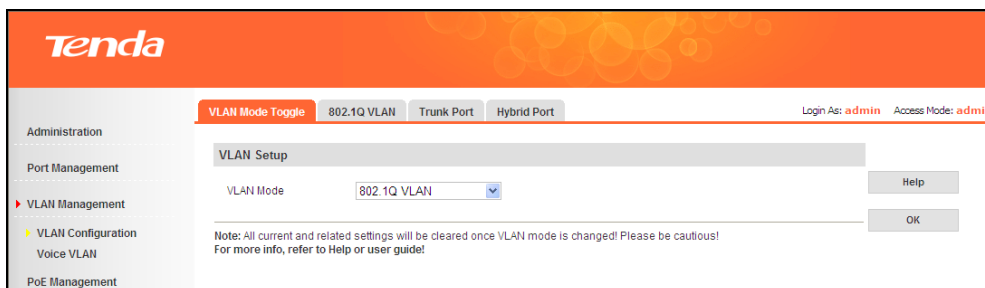 Tenda
VLAN Mode Toggle 802.1Q VLAN Trunk Port Hybrid Port
Login As: admin Access Mode: admi
Administration
Port Management
VLAN Management
VLAN Configuration
Voice VLAN
PoE Management
VLAN Setup
VLAN Mode 802.1Q VLAN
Help
OK
Note: All current and related settings will be cleared once VLAN mode is changed! Please be cautious!
For more info, refer to Help or user guide!